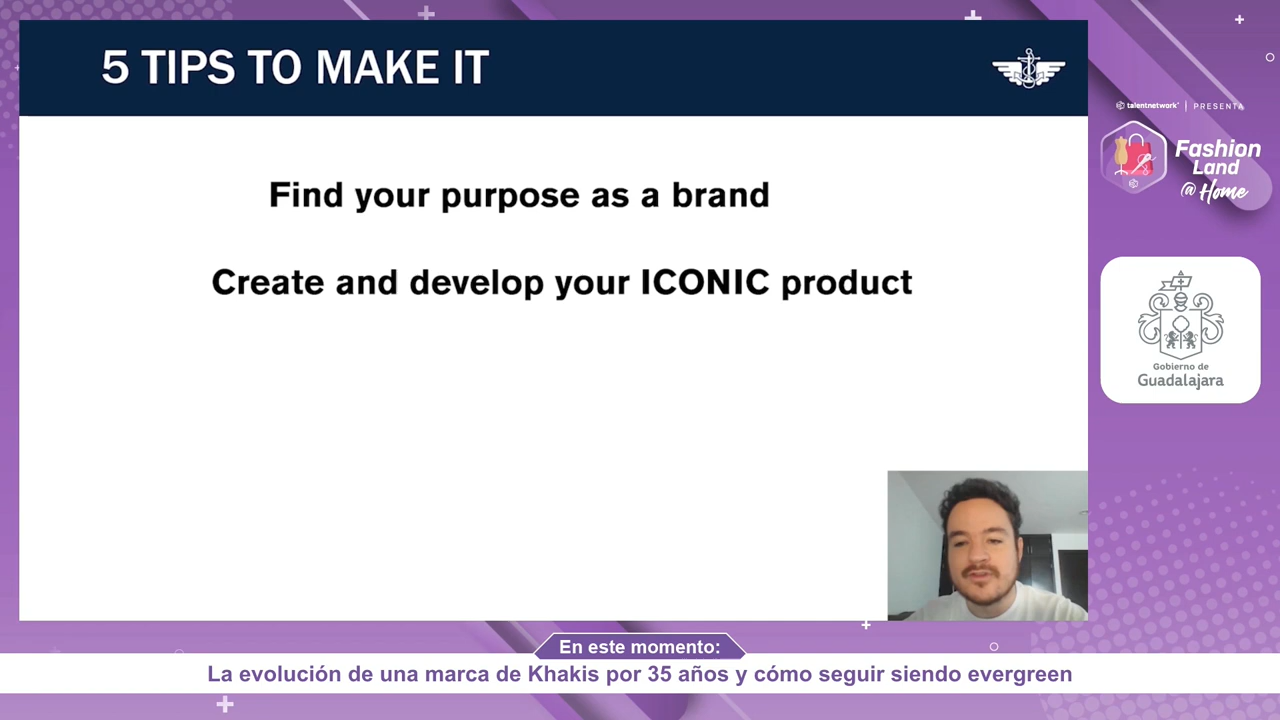 5 TIPS TO MAKE IT
Find your purpose as a brand
Create and develop your ICONIC product
talentnetwork | PRESENTA
Fashion
Land
@ Home
Gobierno de
Guadalajara
En este momento:
La evolución de una marca de Khakis por 35 años y cómo seguir siendo evergreen